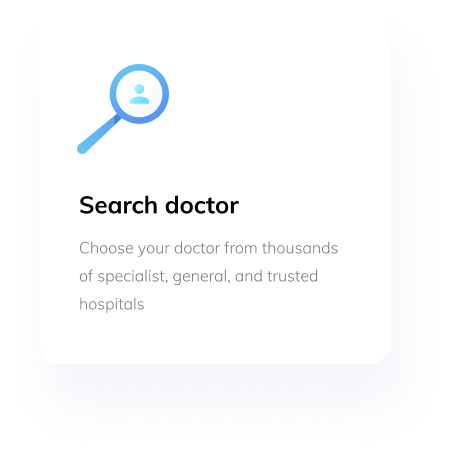 Search doctor
Choose your doctor from thousands
of specialist, general, and trusted
hospitals